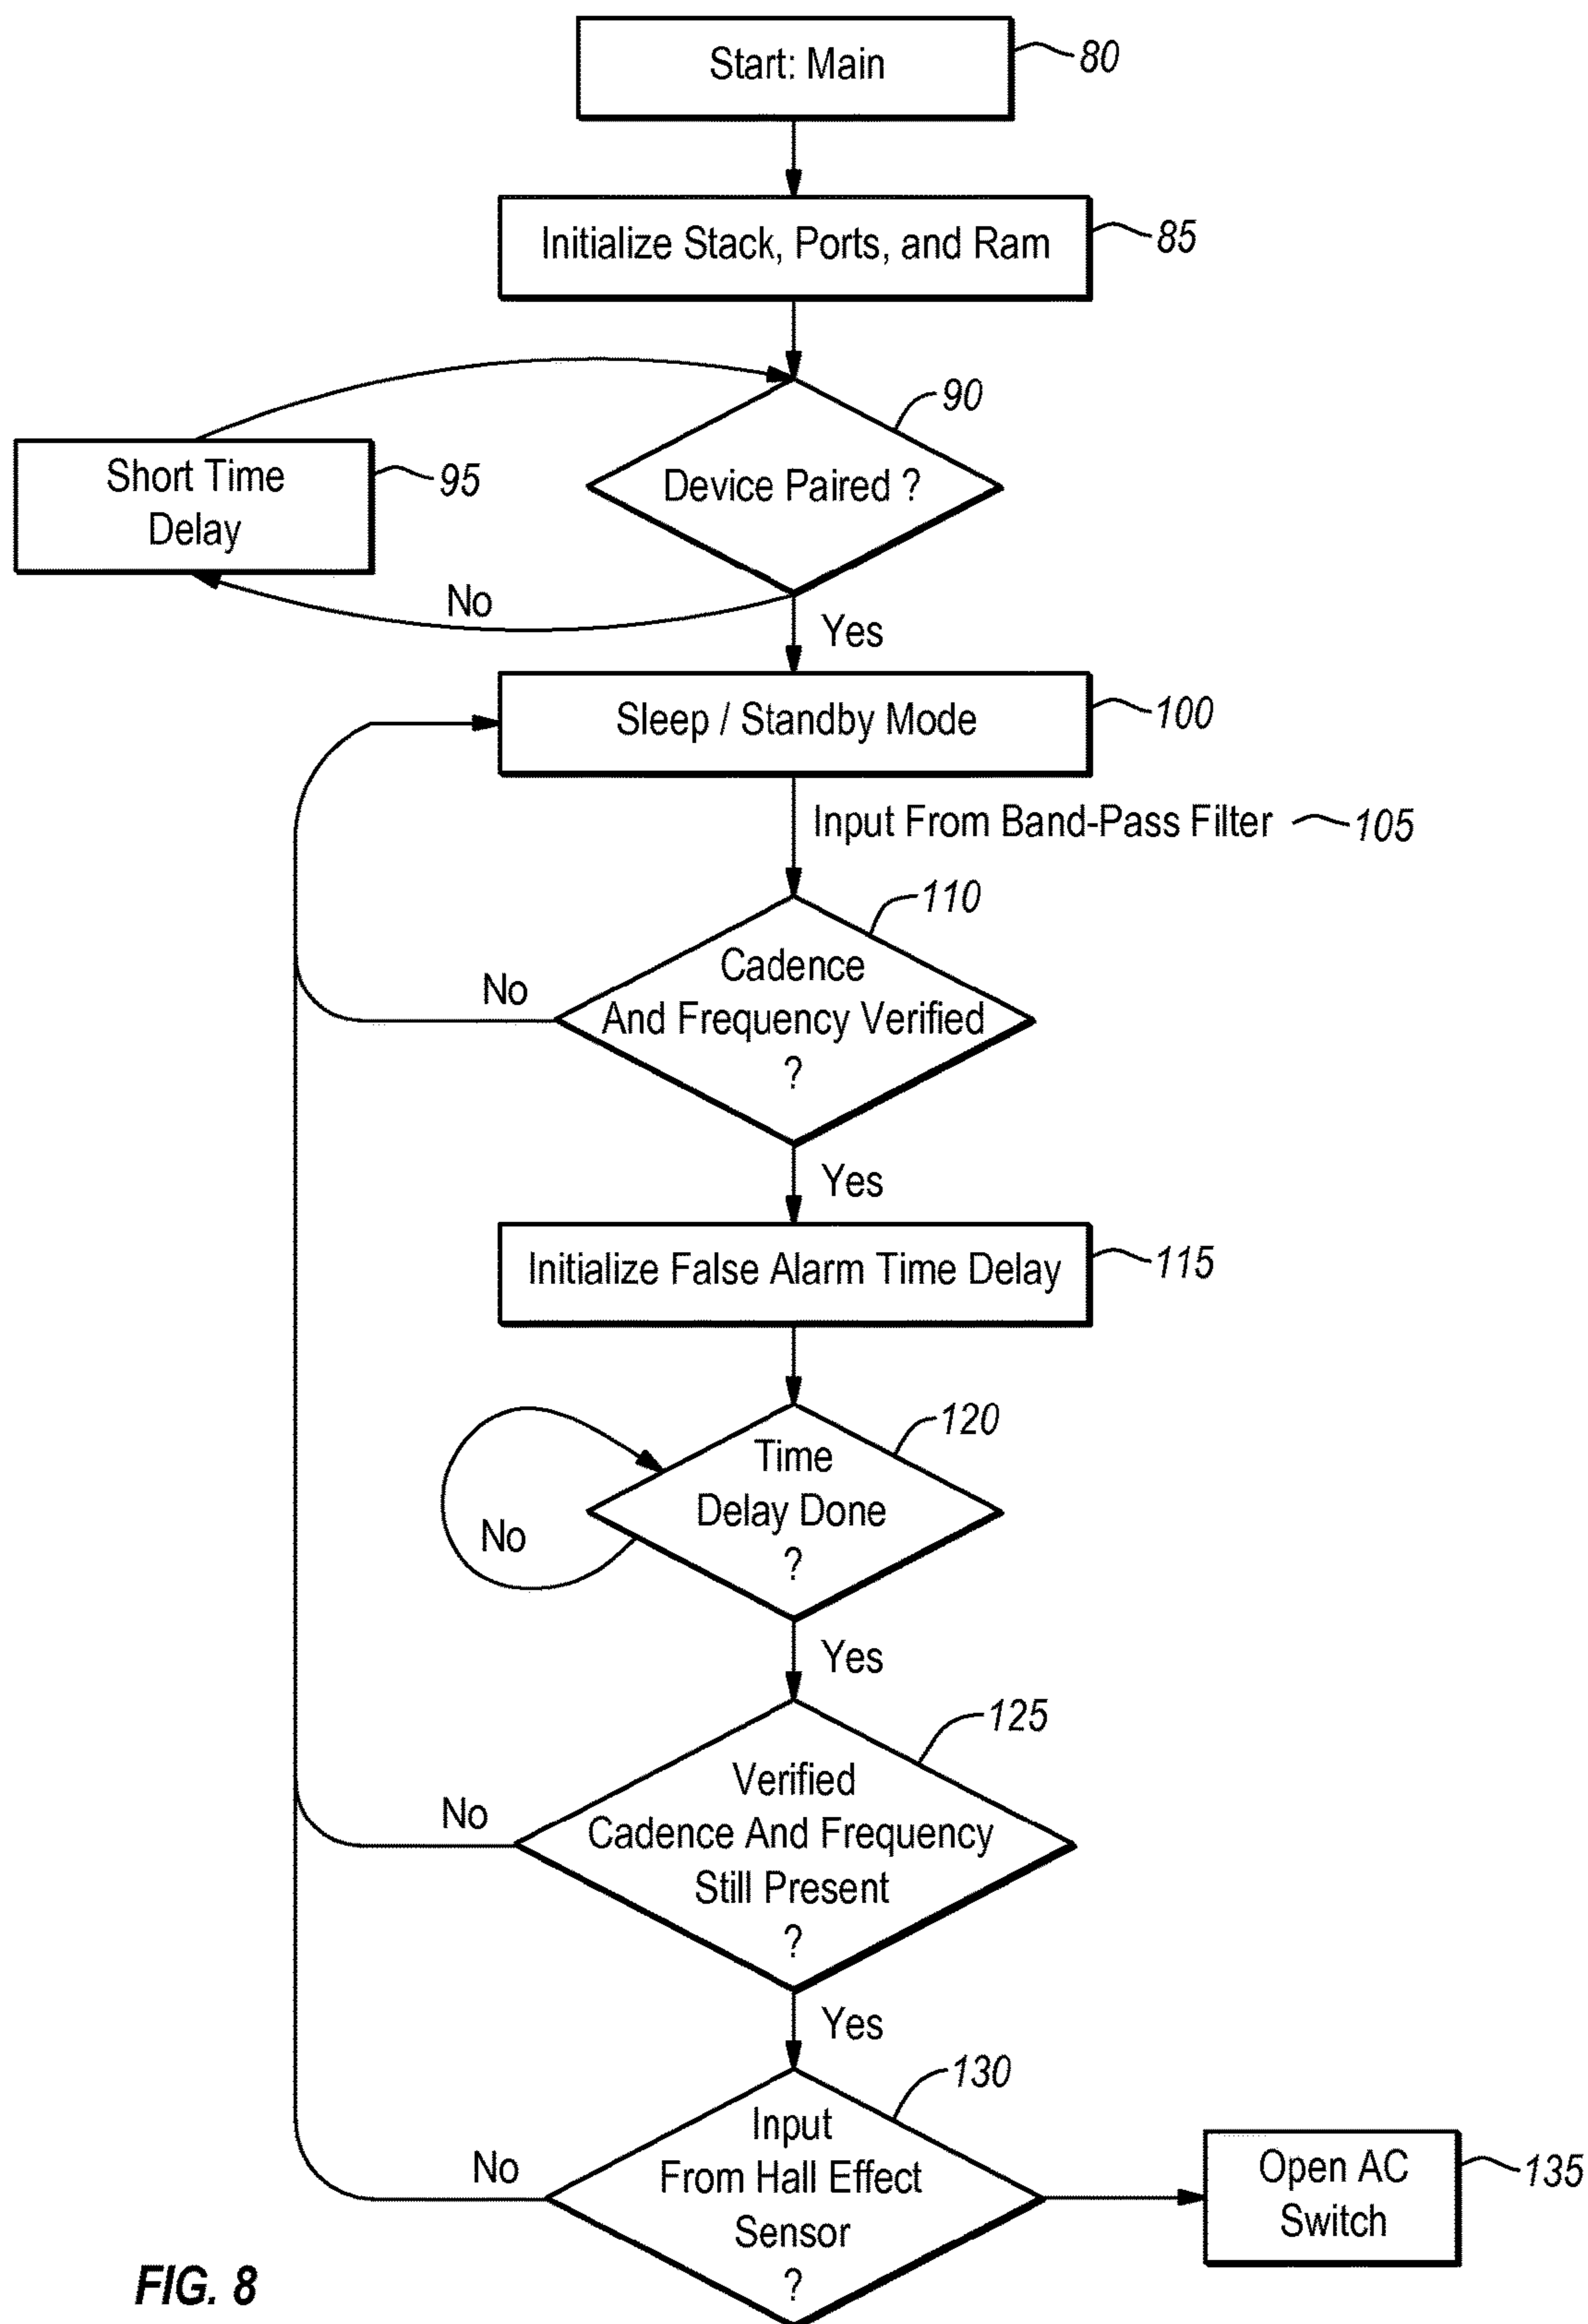 Start: Main
80
Initialize Stack, Ports, and Ram
85
90
Device Paired ?
Short Time
Delay
95
No
Yes
Sleep / Standby Mode
100
Input From Band-Pass Filter
105
110
Cadence
And Frequency Verified
?
No
Yes
Initialize False Alarm Time Delay
115
120
Time
Delay Done
?
No
Yes
125
Verified
Cadence And Frequency
Still Present
?
No
Yes
130
Input
From Hall Effect
Sensor
?
No
Open AC
Switch
135
FIG. 8